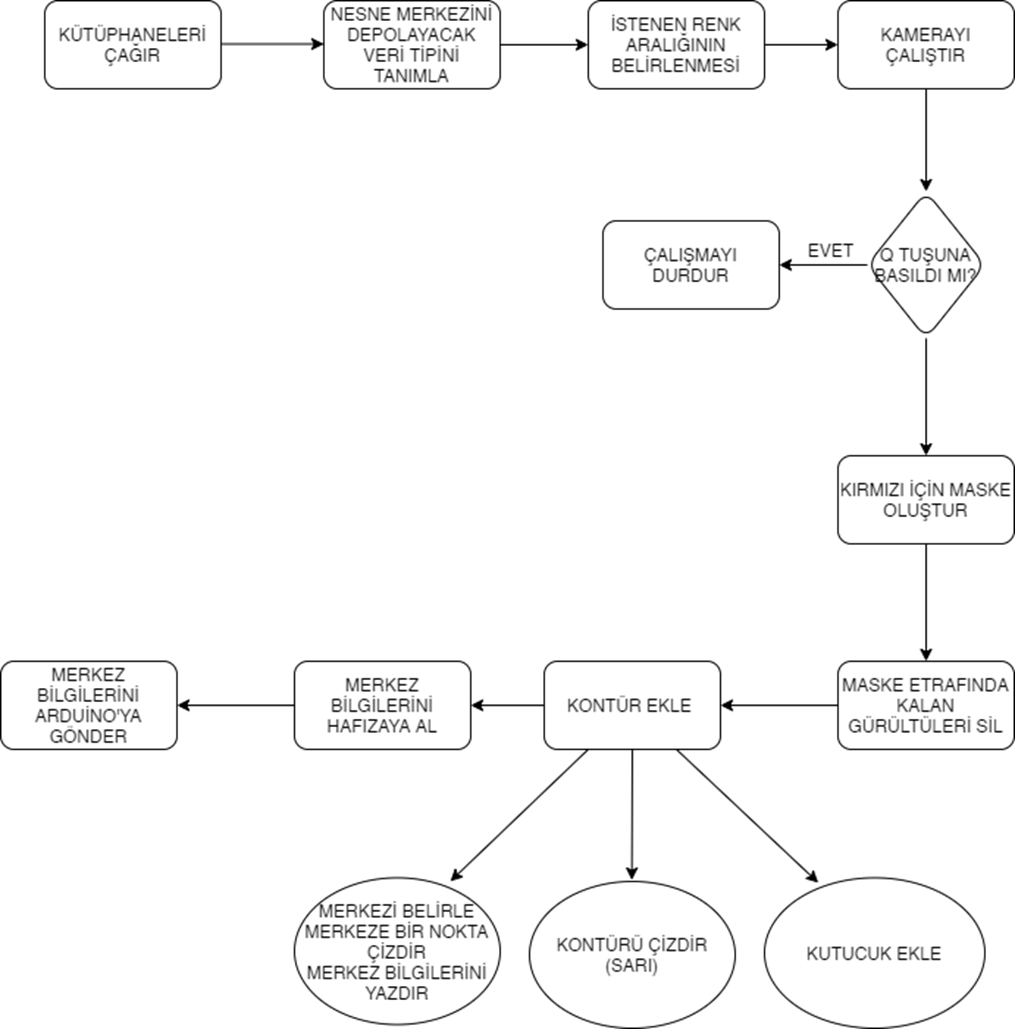 KÜTÜPHANELERİ
ÇAĞIR
NESNE MERKEZİNİ
DEPOLAYACAK
VERİ TİPİNİ
TANIMLA
İSTENEN RENK
ARALIĞININ
BELİRLENMESİ
KAMERAYI
ÇALIŞTIR
Q TUŞUNA
BASILDI MI?
EVET
ÇALIŞMAYI
DURDUR
KIRMIZI İÇİN MASKE
OLUŞTUR
MASKE ETRAFINDA
KALAN
GÜRÜLTÜLERİ SİL
KONTÜR EKLE
MERKEZ
BİLGİLERİNİ
HAFIZAYA AL
MERKEZ
BİLGİLERİNİ
ARDUİNO'YA
GÖNDER
MERKEZİ BELİRLE
MERKEZE BİR NOKTA
ÇİZDİR
MERKEZ BİLGİLERİNİ
YAZDIR
KONTÜRÜ ÇİZDİR
(SARI)
KUTUCUK EKLE